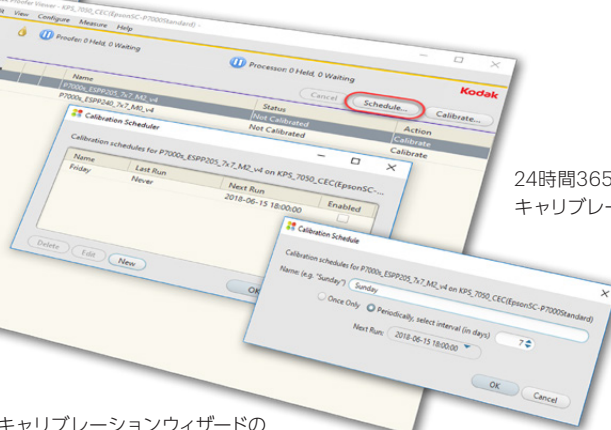 Proofer Viewer - KPS_7050_CEC(EpsonSC-P7000Standard) -
View Configure Measure Help
Proofer: 0 Held, 0 Waiting
Processor: 0 Held, 0 Waiting
Kodak
Cancel Schedule... Calibrate...
Name Status Action
P7000s_ESPP205_7x7_M2_v4 Not Calibrated Calibrate
P7000s_ESPP240_7x7_M0_v4 Not Calibrated Calibrate
Calibration Scheduler
Calibration schedules for P7000s_ESPP205_7x7_M2_v4 on KPS_7050_CEC(EpsonSC-...
Name Last Run Next Run Enabled
Friday Never 2018-06-15 18:00:00
Delete Edit New
OK
24時間365
キャリブレー
Calibration Schedule
Calibration schedules for P7000s_ESPP205_7x7_M2_v4 on KPS_7050_CEC(EpsonSC-P7000Standard)
Name: (e.g. "Sunday") Sunday
Once Only Periodically, select interval (in days) 7
Next Run: 2018-06-15 18:00:00
OK Cancel
キャリブレーションウィザードの